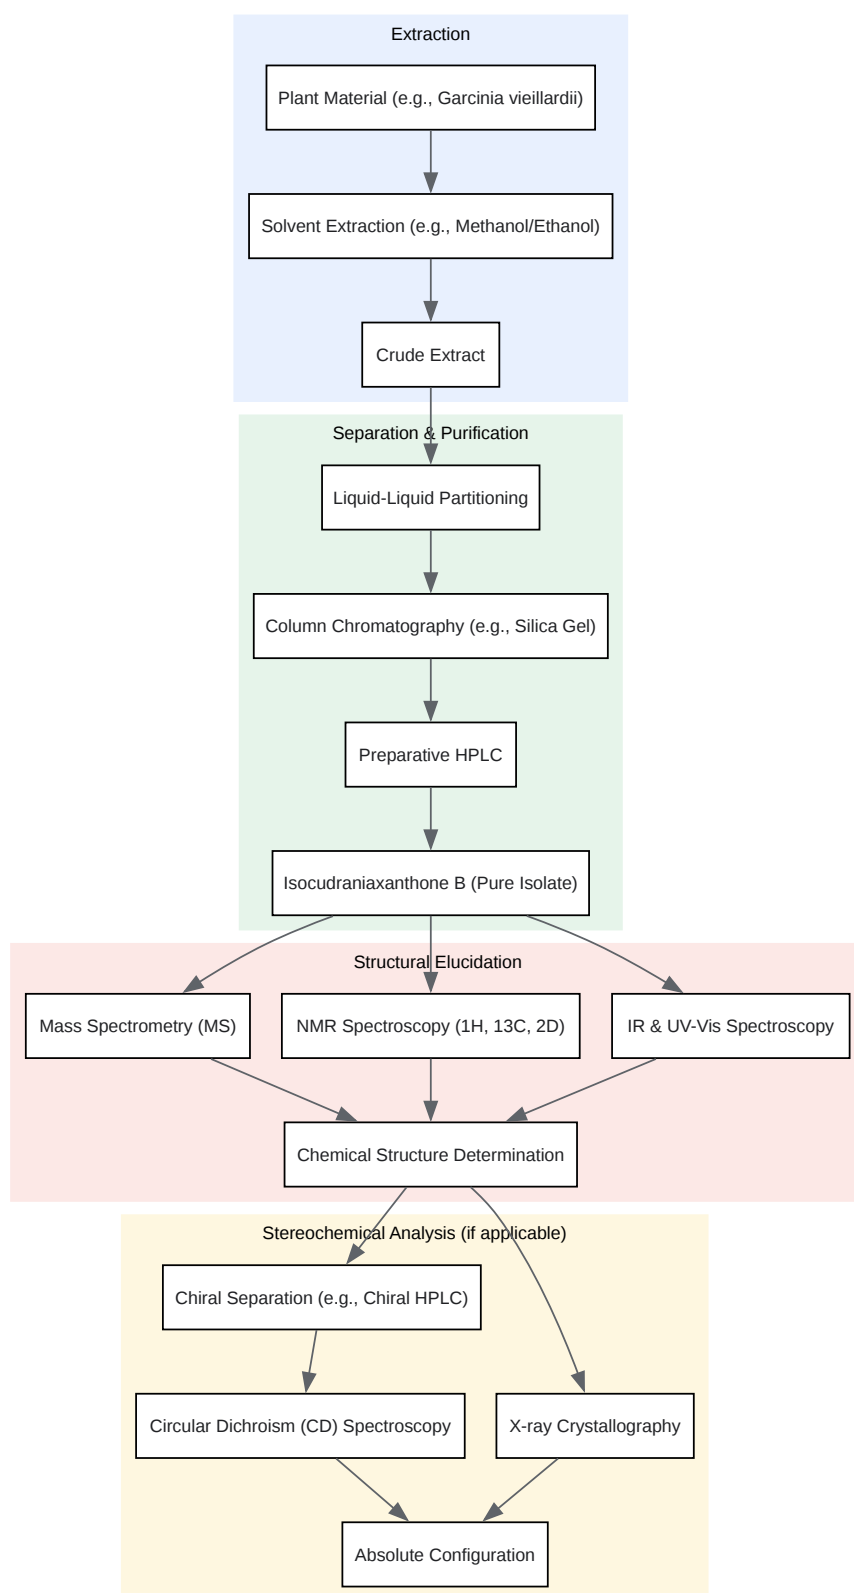 Extraction
Plant Material (e.g., Garcinia vieillardii)
Solvent Extraction (e.g., Methanol/Ethanol)
Crude Extract
Separation & Purification
Liquid-Liquid Partitioning
Column Chromatography (e.g., Silica Gel)
Preparative HPLC
Isocudraniaxanthone B (Pure Isolate)
Structural Elucidation
Mass Spectrometry (MS)
NMR Spectroscopy (1H, 13C, 2D)
IR & UV-Vis Spectroscopy
Chemical Structure Determination
Stereochemical Analysis (if applicable)
Chiral Separation (e.g., Chiral HPLC)
Circular Dichroism (CD) Spectroscopy
X-ray Crystallography
Absolute Configuration